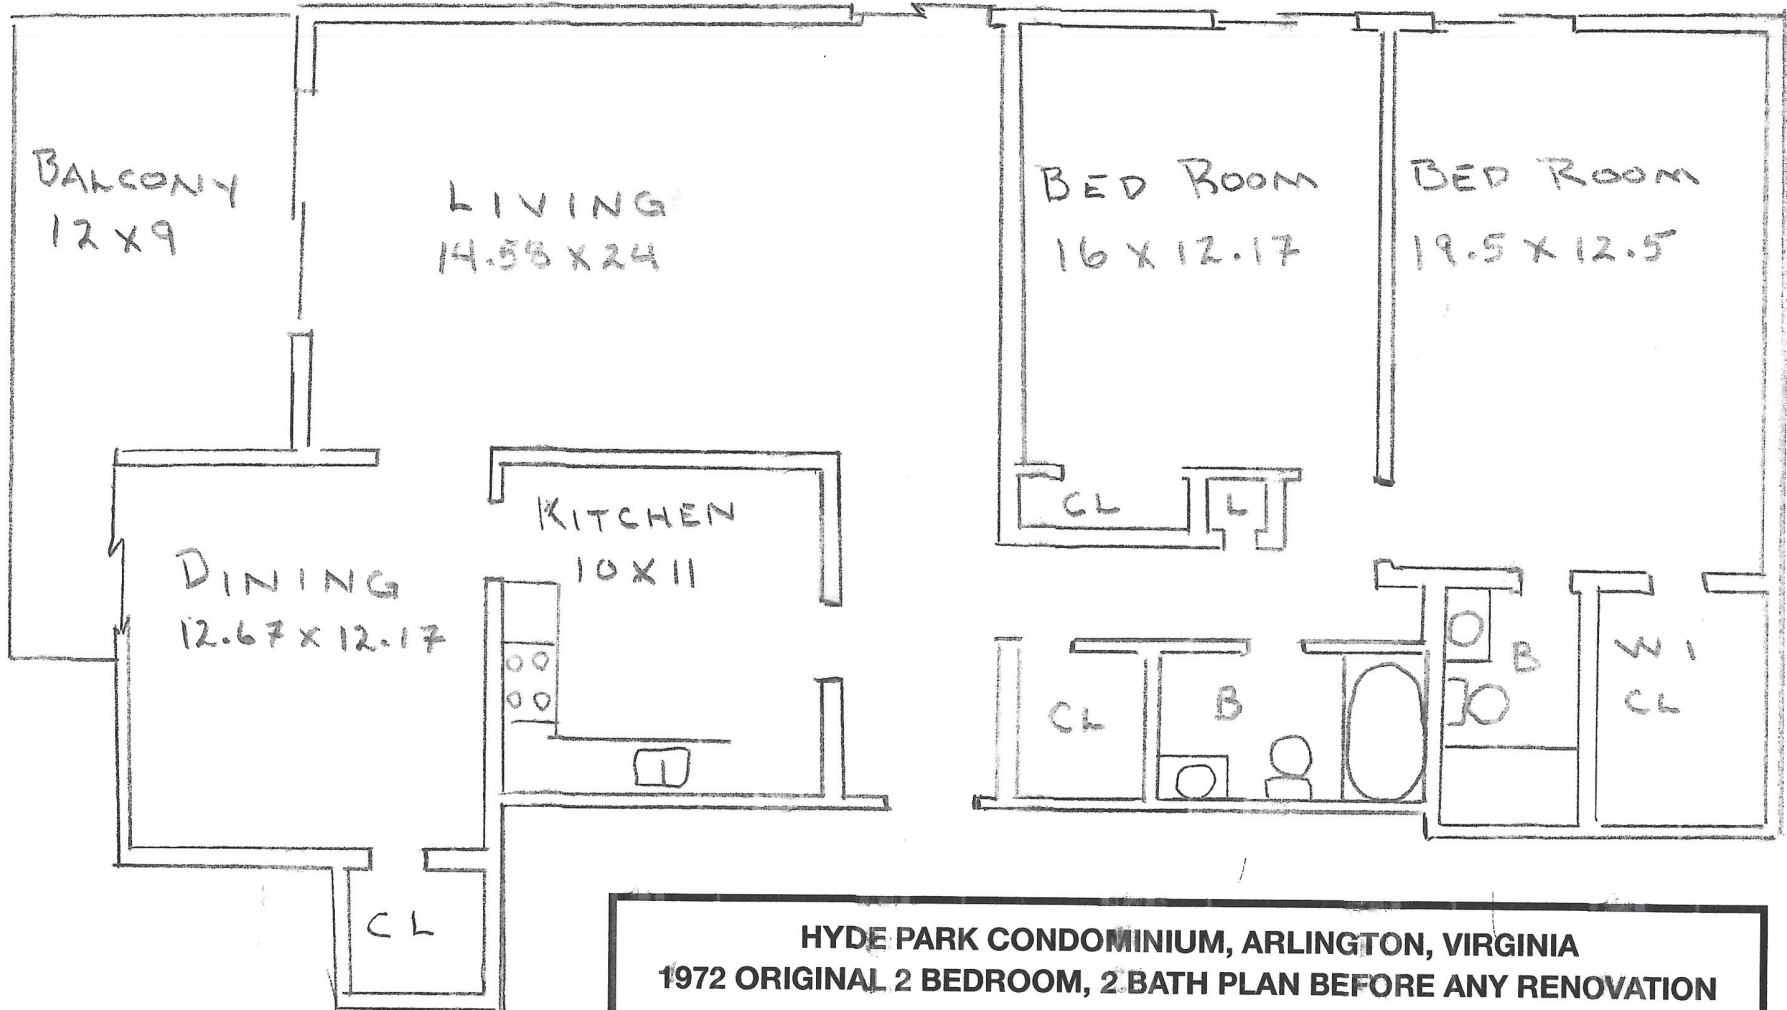 BALCONY
12 X 9
LIVING
14.58 X 24
BED ROOM
16 X 12.17
BED ROOM
19.5 X 12.5
KITCHEN
10 X 11
DINING
12.67 X 12.17
CL
L
CL
B
B
W I
CL
CL
HYDE PARK CONDOMINIUM, ARLINGTON, VIRGINIA
1972 ORIGINAL 2 BEDROOM, 2 BATH PLAN BEFORE ANY RENOVATION